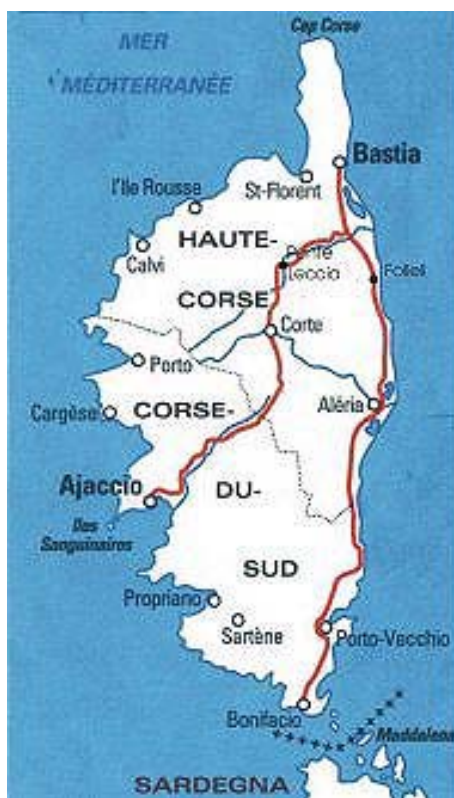 Cap Corse
MER
MÉDITERRANÉE
Bastia
St-Florent
l'Ile Rousse
HAUTE-
Calvi
Ponte
Leccia
Folleli
CORSE
Corte
Porto
Cargèse
CORSE-
Aléria
Ajaccio
DU-
Iles
Sanguinaires
SUD
Propriano
Sartène
Porto-Vecchio
Bonifacio
Maddalena
SARDEGNA